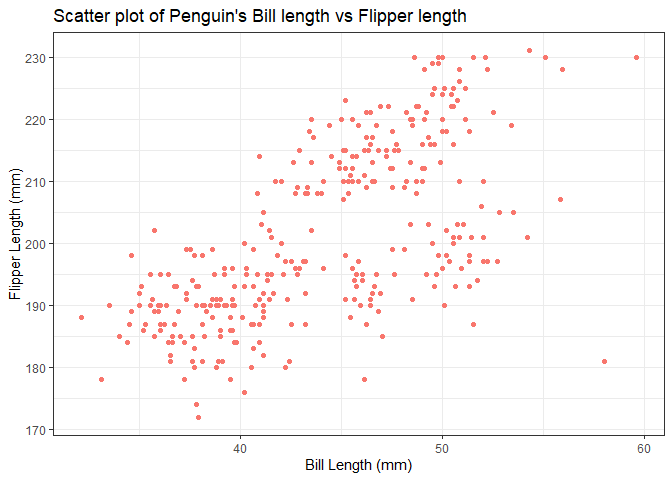 Scatter plot of Penguin's Bill length vs Flipper length
230
220
210
200
190
180
170
Flipper Length (mm)
40 50 60
Bill Length (mm)